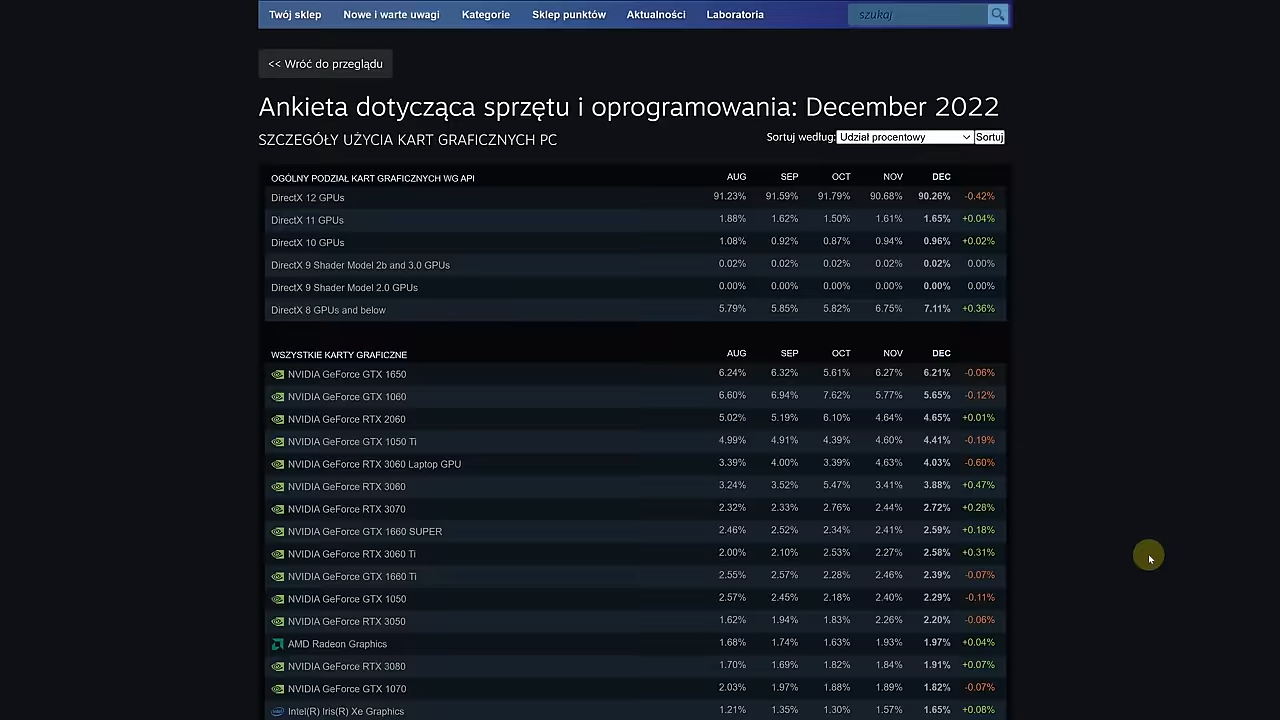 Twój sklep Nowe i warte uwagi Kategorie Sklep punktów Aktualności Laboratoria szukaj
<< Wróć do przeglądu
Ankieta dotycząca sprzętu i oprogramowania: December 2022
SZCZEGÓŁY UŻYCIA KART GRAFICZNYCH PC Sortuj według: Udział procentowy Sortuj
OGÓLNY PODZIAŁ KART GRAFICZNYCH WG API AUG SEP OCT NOV DEC
DirectX 12 GPUs 91.23% 91.59% 91.79% 90.68% 90.26% -0.42%
DirectX 11 GPUs 1.88% 1.62% 1.50% 1.61% 1.65% +0.04%
DirectX 10 GPUs 1.08% 0.92% 0.87% 0.94% 0.96% +0.02%
DirectX 9 Shader Model 2b and 3.0 GPUs 0.02% 0.02% 0.02% 0.02% 0.02% 0.00%
DirectX 9 Shader Model 2.0 GPUs 0.00% 0.00% 0.00% 0.00% 0.00% 0.00%
DirectX 8 GPUs and below 5.79% 5.85% 5.82% 6.75% 7.11% +0.36%
WSZYSTKIE KARTY GRAFICZNE AUG SEP OCT NOV DEC
NVIDIA GeForce GTX 1650 6.24% 6.32% 5.61% 6.27% 6.21% -0.06%
NVIDIA GeForce GTX 1060 6.60% 6.94% 7.62% 5.77% 5.65% -0.12%
NVIDIA GeForce RTX 2060 5.02% 5.19% 6.10% 4.64% 4.65% +0.01%
NVIDIA GeForce GTX 1050 Ti 4.99% 4.91% 4.39% 4.60% 4.41% -0.19%
NVIDIA GeForce RTX 3060 Laptop GPU 3.39% 4.00% 3.39% 4.63% 4.03% -0.60%
NVIDIA GeForce RTX 3060 3.24% 3.52% 5.47% 3.41% 3.88% +0.47%
NVIDIA GeForce RTX 3070 2.32% 2.33% 2.76% 2.44% 2.72% +0.28%
NVIDIA GeForce GTX 1660 SUPER 2.46% 2.52% 2.34% 2.41% 2.59% +0.18%
NVIDIA GeForce RTX 3060 Ti 2.00% 2.10% 2.53% 2.27% 2.58% +0.31%
NVIDIA GeForce GTX 1660 Ti 2.55% 2.57% 2.28% 2.46% 2.39% -0.07%
NVIDIA GeForce GTX 1050 2.57% 2.45% 2.18% 2.40% 2.29% -0.11%
NVIDIA GeForce RTX 3050 1.62% 1.94% 1.83% 2.26% 2.20% -0.06%
AMD Radeon Graphics 1.68% 1.74% 1.63% 1.93% 1.97% +0.04%
NVIDIA GeForce RTX 3080 1.70% 1.69% 1.82% 1.84% 1.91% +0.07%
NVIDIA GeForce GTX 1070 2.03% 1.97% 1.88% 1.89% 1.82% -0.07%
Intel(R) Iris(R) Xe Graphics 1.21% 1.35% 1.30% 1.57% 1.65% +0.08%